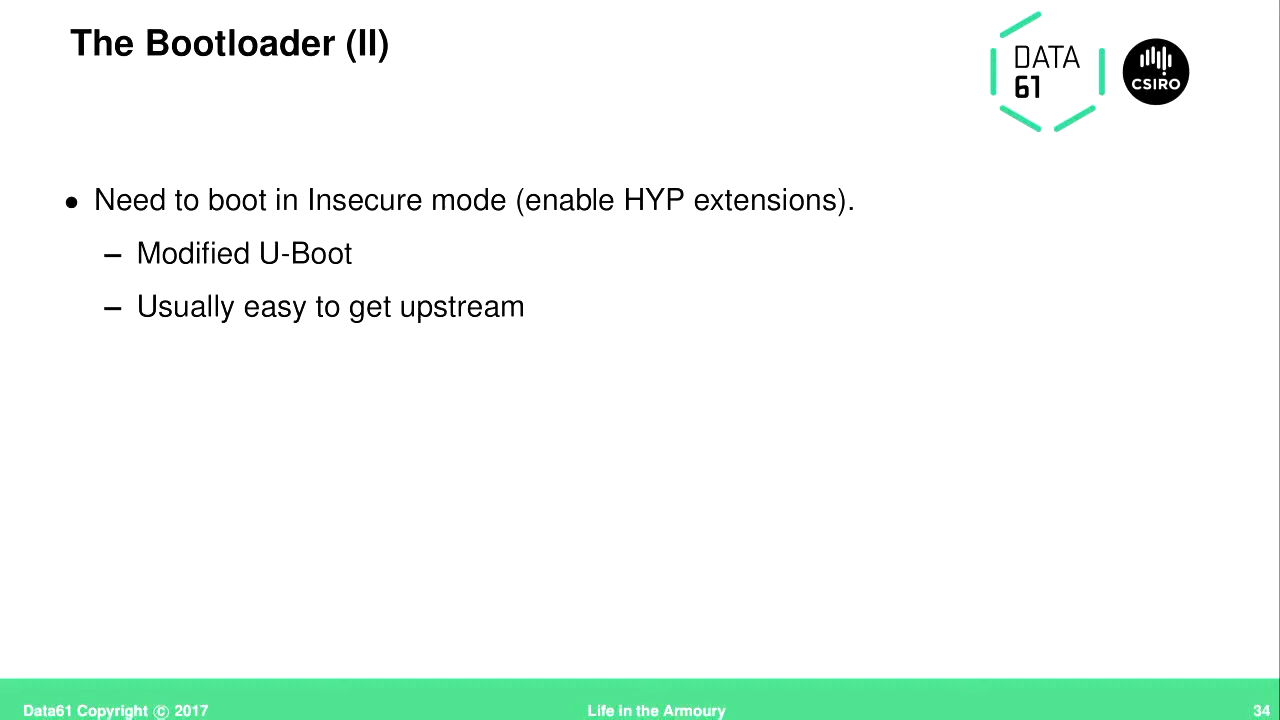 The Bootloader (II)
DATA
61
CSIRO
• Need to boot in Insecure mode (enable HYP extensions).
– Modified U-Boot
– Usually easy to get upstream
Data61 Copyright © 2017
Life in the Armoury
34